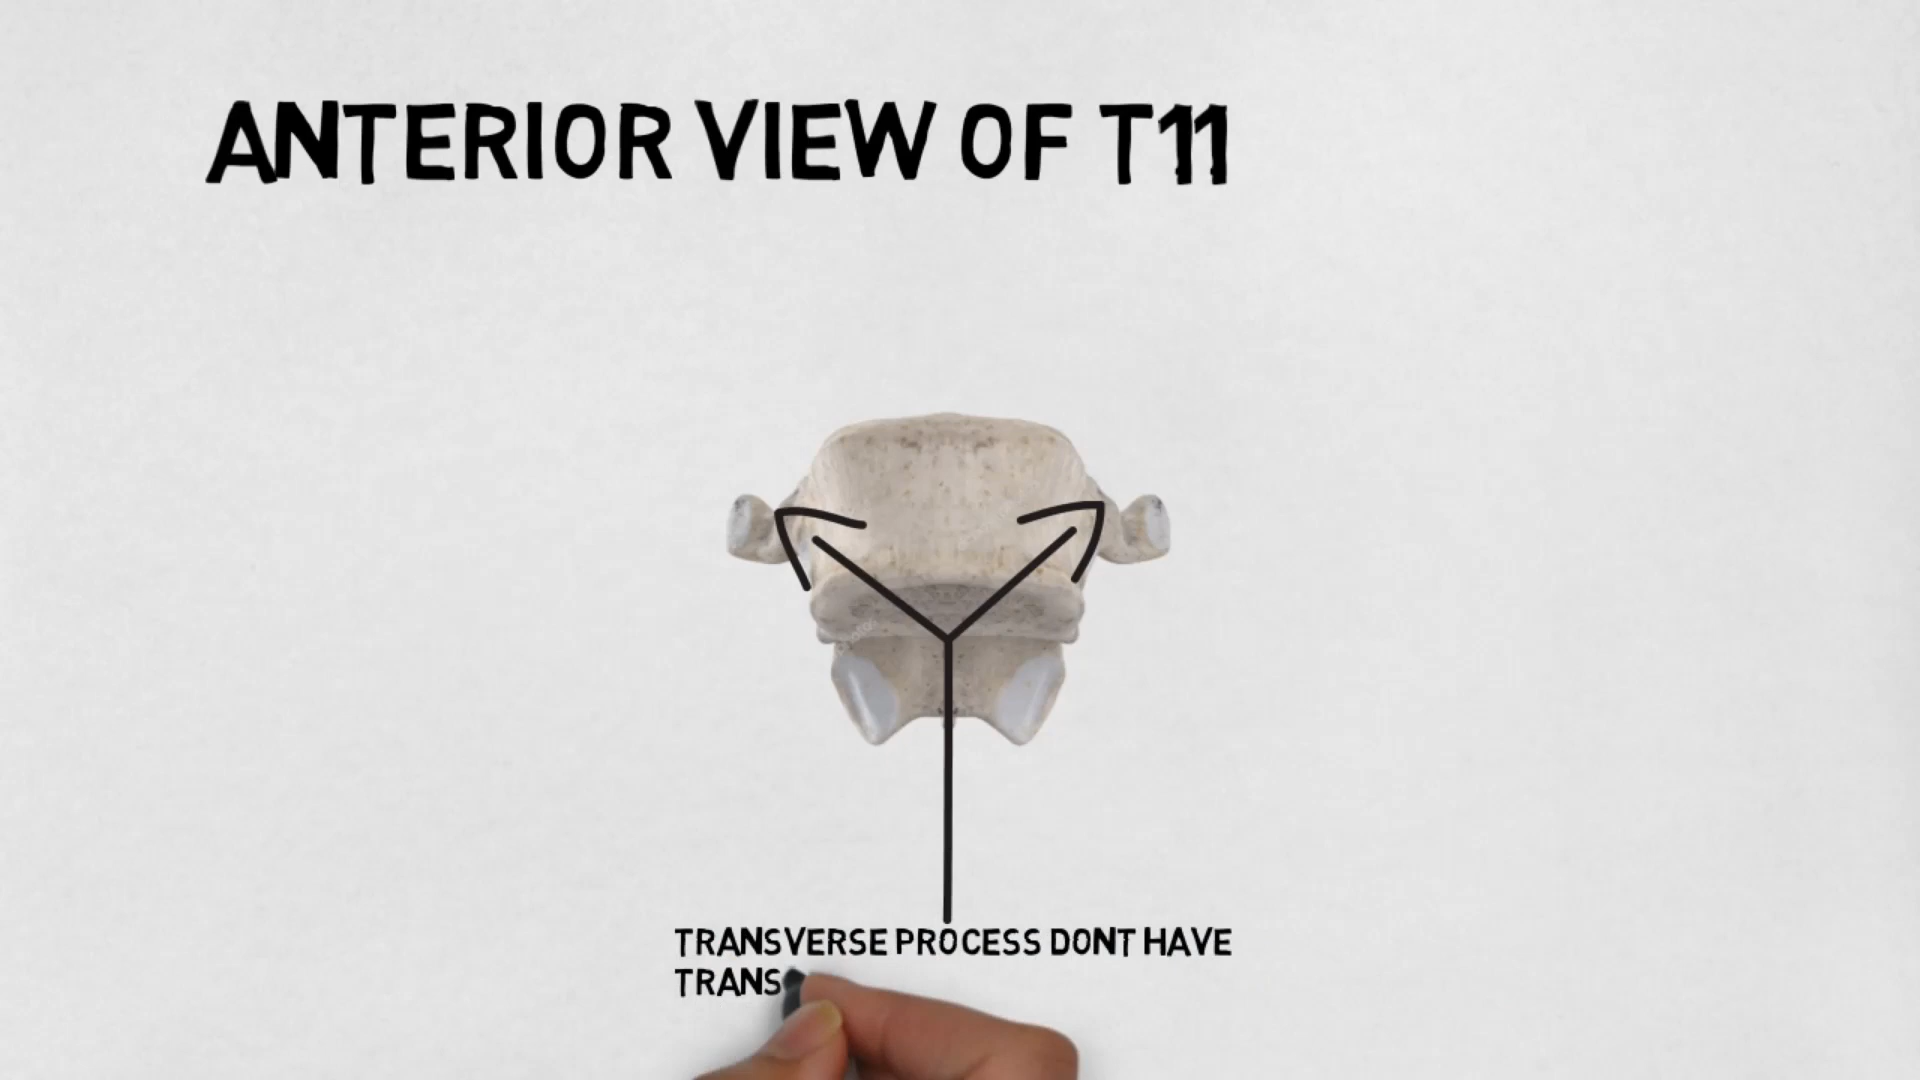 ANTERIOR VIEW OF T11
TRANSVERSE PROCESS DONT HAVE
TRANS